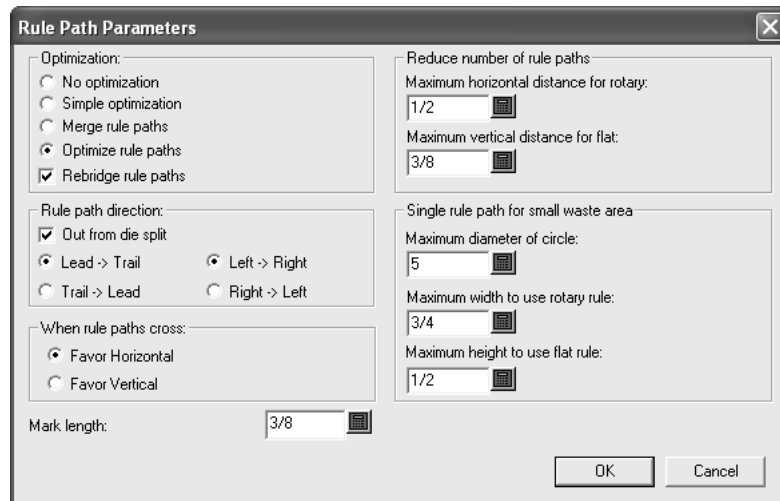 Rule Path Parameters
Optimization:
No optimization
Simple optimization
Merge rule paths
Optimize rule paths
Rebridge rule paths
Rule path direction:
Out from die split
Lead -> Trail
Left -> Right
Trail -> Lead
Right -> Left
When rule paths cross:
Favor Horizontal
Favor Vertical
Mark length:
3/8
Reduce number of rule paths
Maximum horizontal distance for rotary:
1/2
Maximum vertical distance for flat:
3/8
Single rule path for small waste area
Maximum diameter of circle:
5
Maximum width to use rotary rule:
3/4
Maximum height to use flat rule:
1/2
OK
Cancel